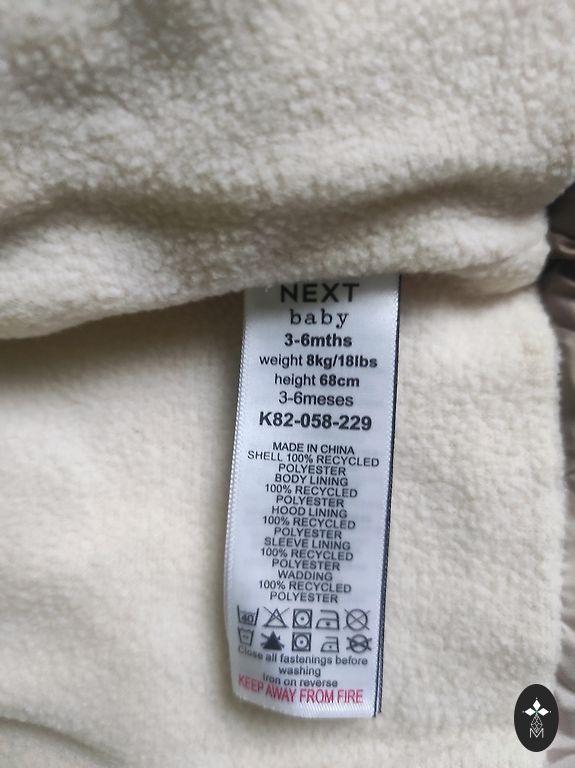 NEXT
baby
3-6mths
weight 8kg/18lbs
height 68cm
3-6meses
K82-058-229
MADE IN CHINA
SHELL 100% RECYCLED
POLYESTER
BODY LINING
100% RECYCLED
POLYESTER
HOOD LINING
100% RECYCLED
POLYESTER
SLEEVE LINING
100% RECYCLED
POLYESTER
WADDING
100% RECYCLED
POLYESTER
40
Close all fastenings before
washing
Iron on reverse
KEEP AWAY FROM FIRE
M